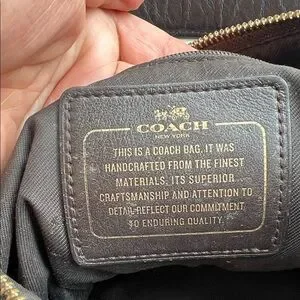 COACH
NEW YORK
THIS IS A COACH BAG. IT WAS
HANDCRAFTED FROM THE FINEST
MATERIALS, ITS SUPERIOR
CRAFTSMANSHIP AND ATTENTION TO
DETAIL REFLECT OUR COMMITMENT
TO ENDURING QUALITY.